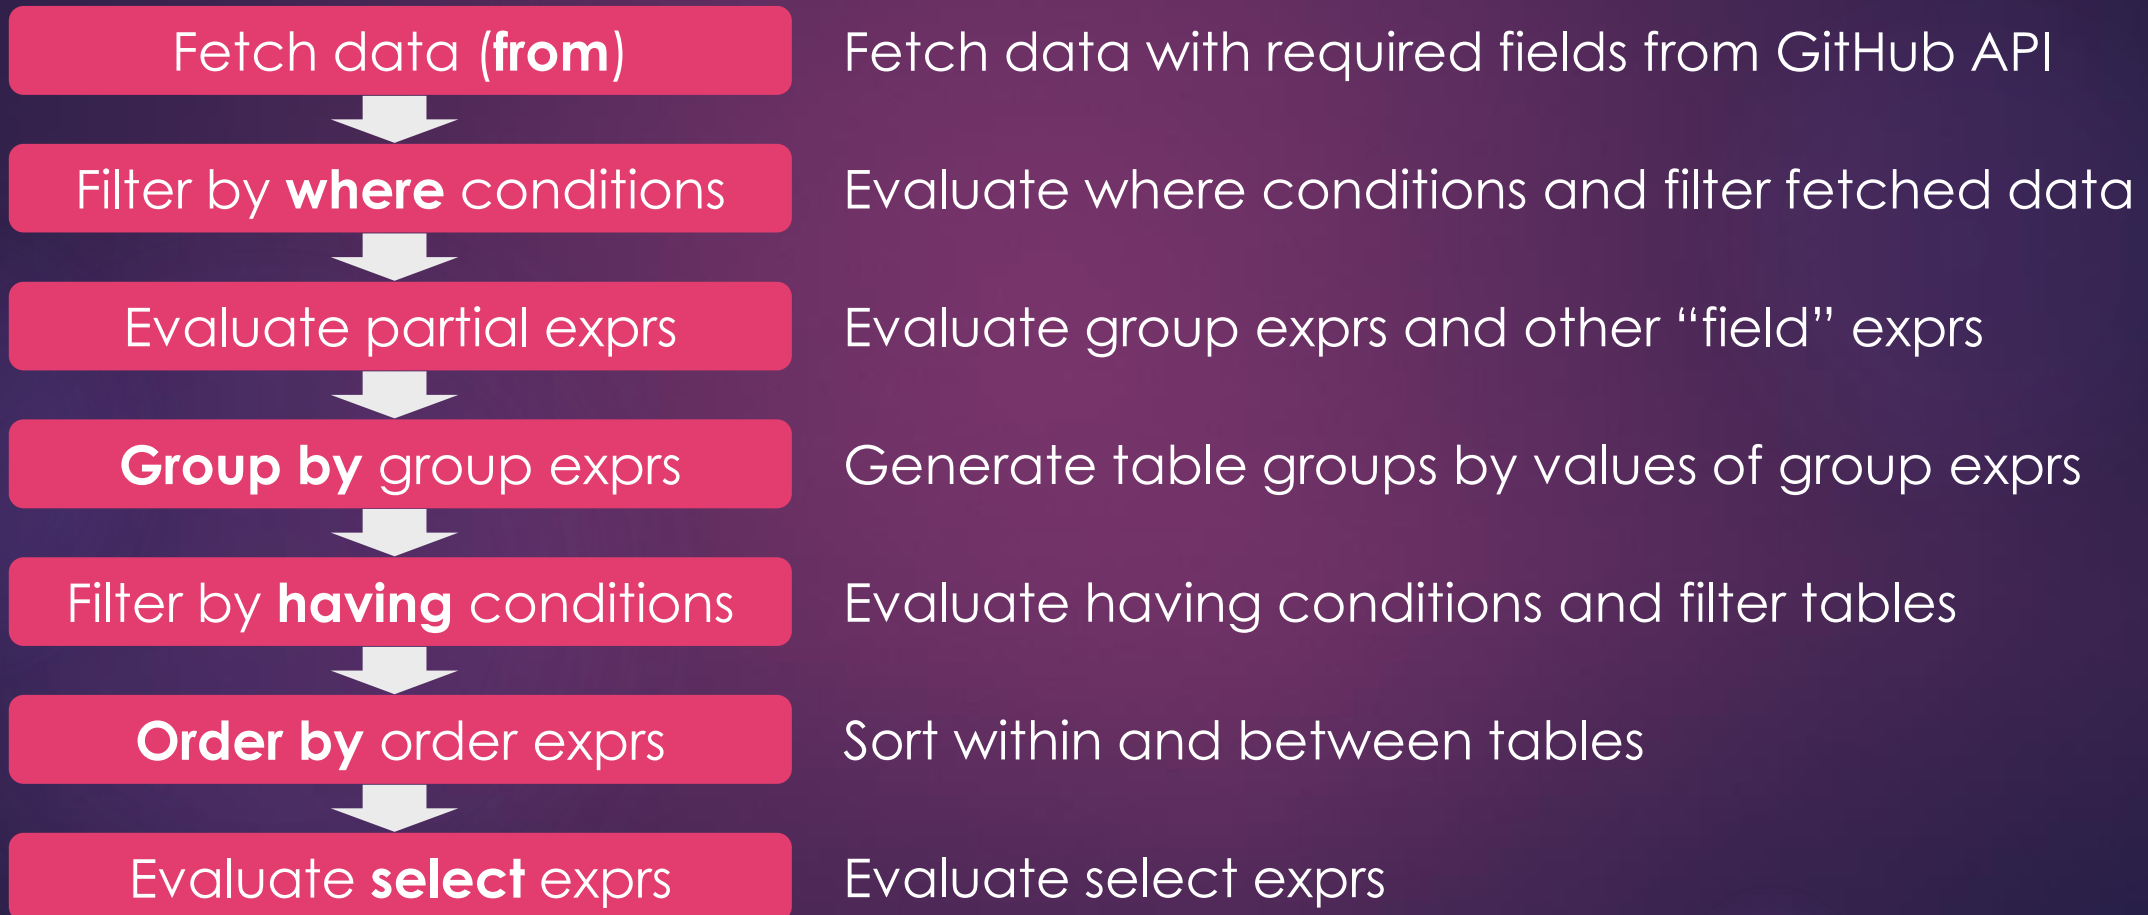 Fetch data (from)
Fetch data with required fields from GitHub API
Filter by where conditions
Evaluate where conditions and filter fetched data
Evaluate partial exprs
Evaluate group exprs and other “field” exprs
Group by group exprs
Generate table groups by values of group exprs
Filter by having conditions
Evaluate having conditions and filter tables
Order by order exprs
Sort within and between tables
Evaluate select exprs
Evaluate select exprs